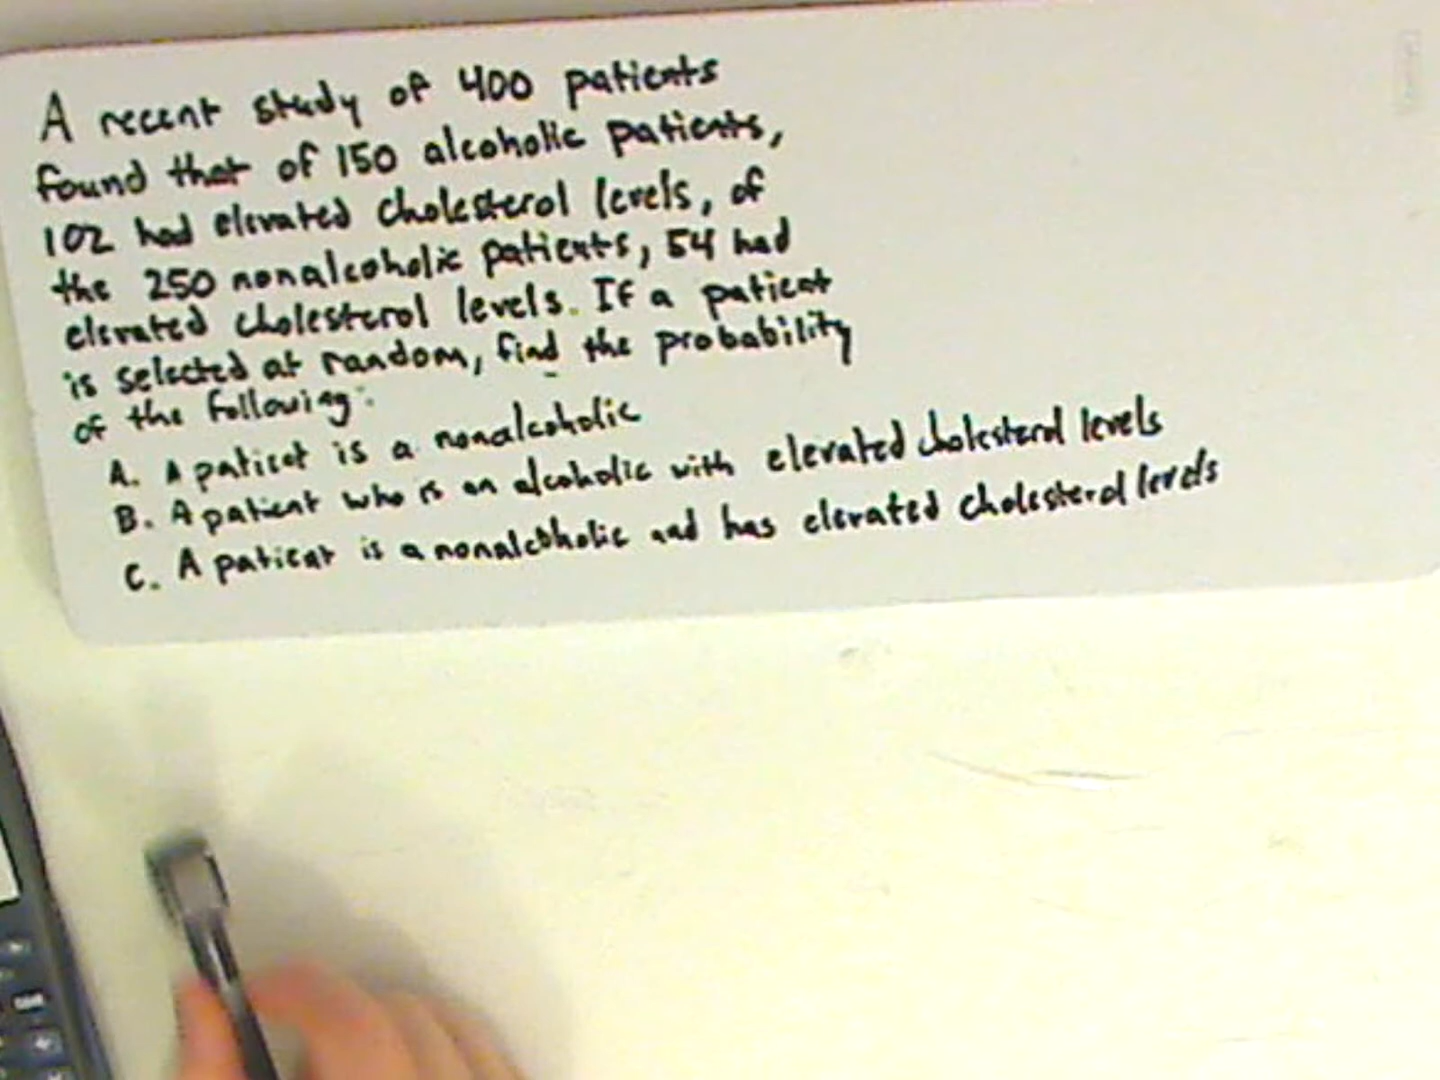 A recent study of 400 patients
found that of 150 alcoholic patients,
102 had elevated cholesterol levels, of
the 250 nonalcoholic patients, 54 had
elevated cholesterol levels. If a patient
is selected at random, find the probability
of the following:
A. A patient is a nonalcoholic
B. A patient who is an alcoholic with elevated cholesterol levels
C. A patient is a nonalcoholic and has elevated cholesterol levels